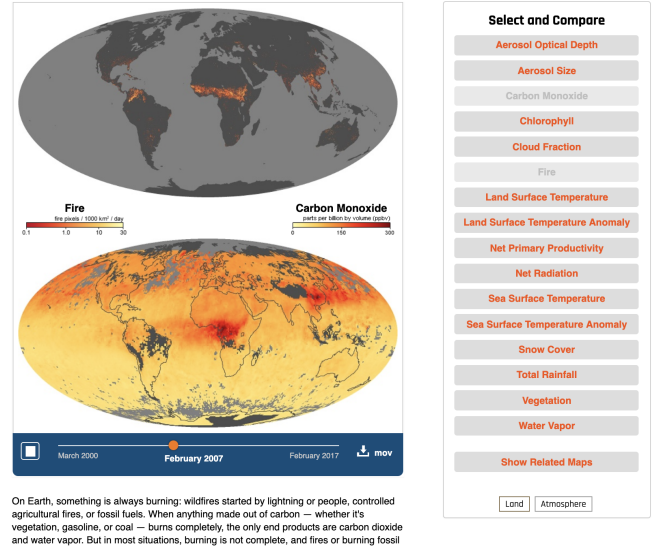 Select and Compare
Aerosol Optical Depth
Aerosol Size
Carbon Monoxide
Chlorophyll
Cloud Fraction
Fire
Land Surface Temperature
Land Surface Temperature Anomaly
Net Primary Productivity
Net Radiation
Sea Surface Temperature
Sea Surface Temperature Anomaly
Snow Cover
Total Rainfall
Vegetation
Water Vapor
Show Related Maps
Land Atmosphere
Fire
fire pixels / 1000 km² / day
0.1 1.0 10 30
Carbon Monoxide
parts per billion by volume (ppbv)
0 150 300
March 2000
February 2007
February 2017
mov
On Earth, something is always burning: wildfires started by lightning or people, controlled
agricultural fires, or fossil fuels. When anything made out of carbon — whether it's
vegetation, gasoline, or coal — burns completely, the only end products are carbon dioxide
and water vapor. But in most situations, burning is not complete, and fires or burning fossil